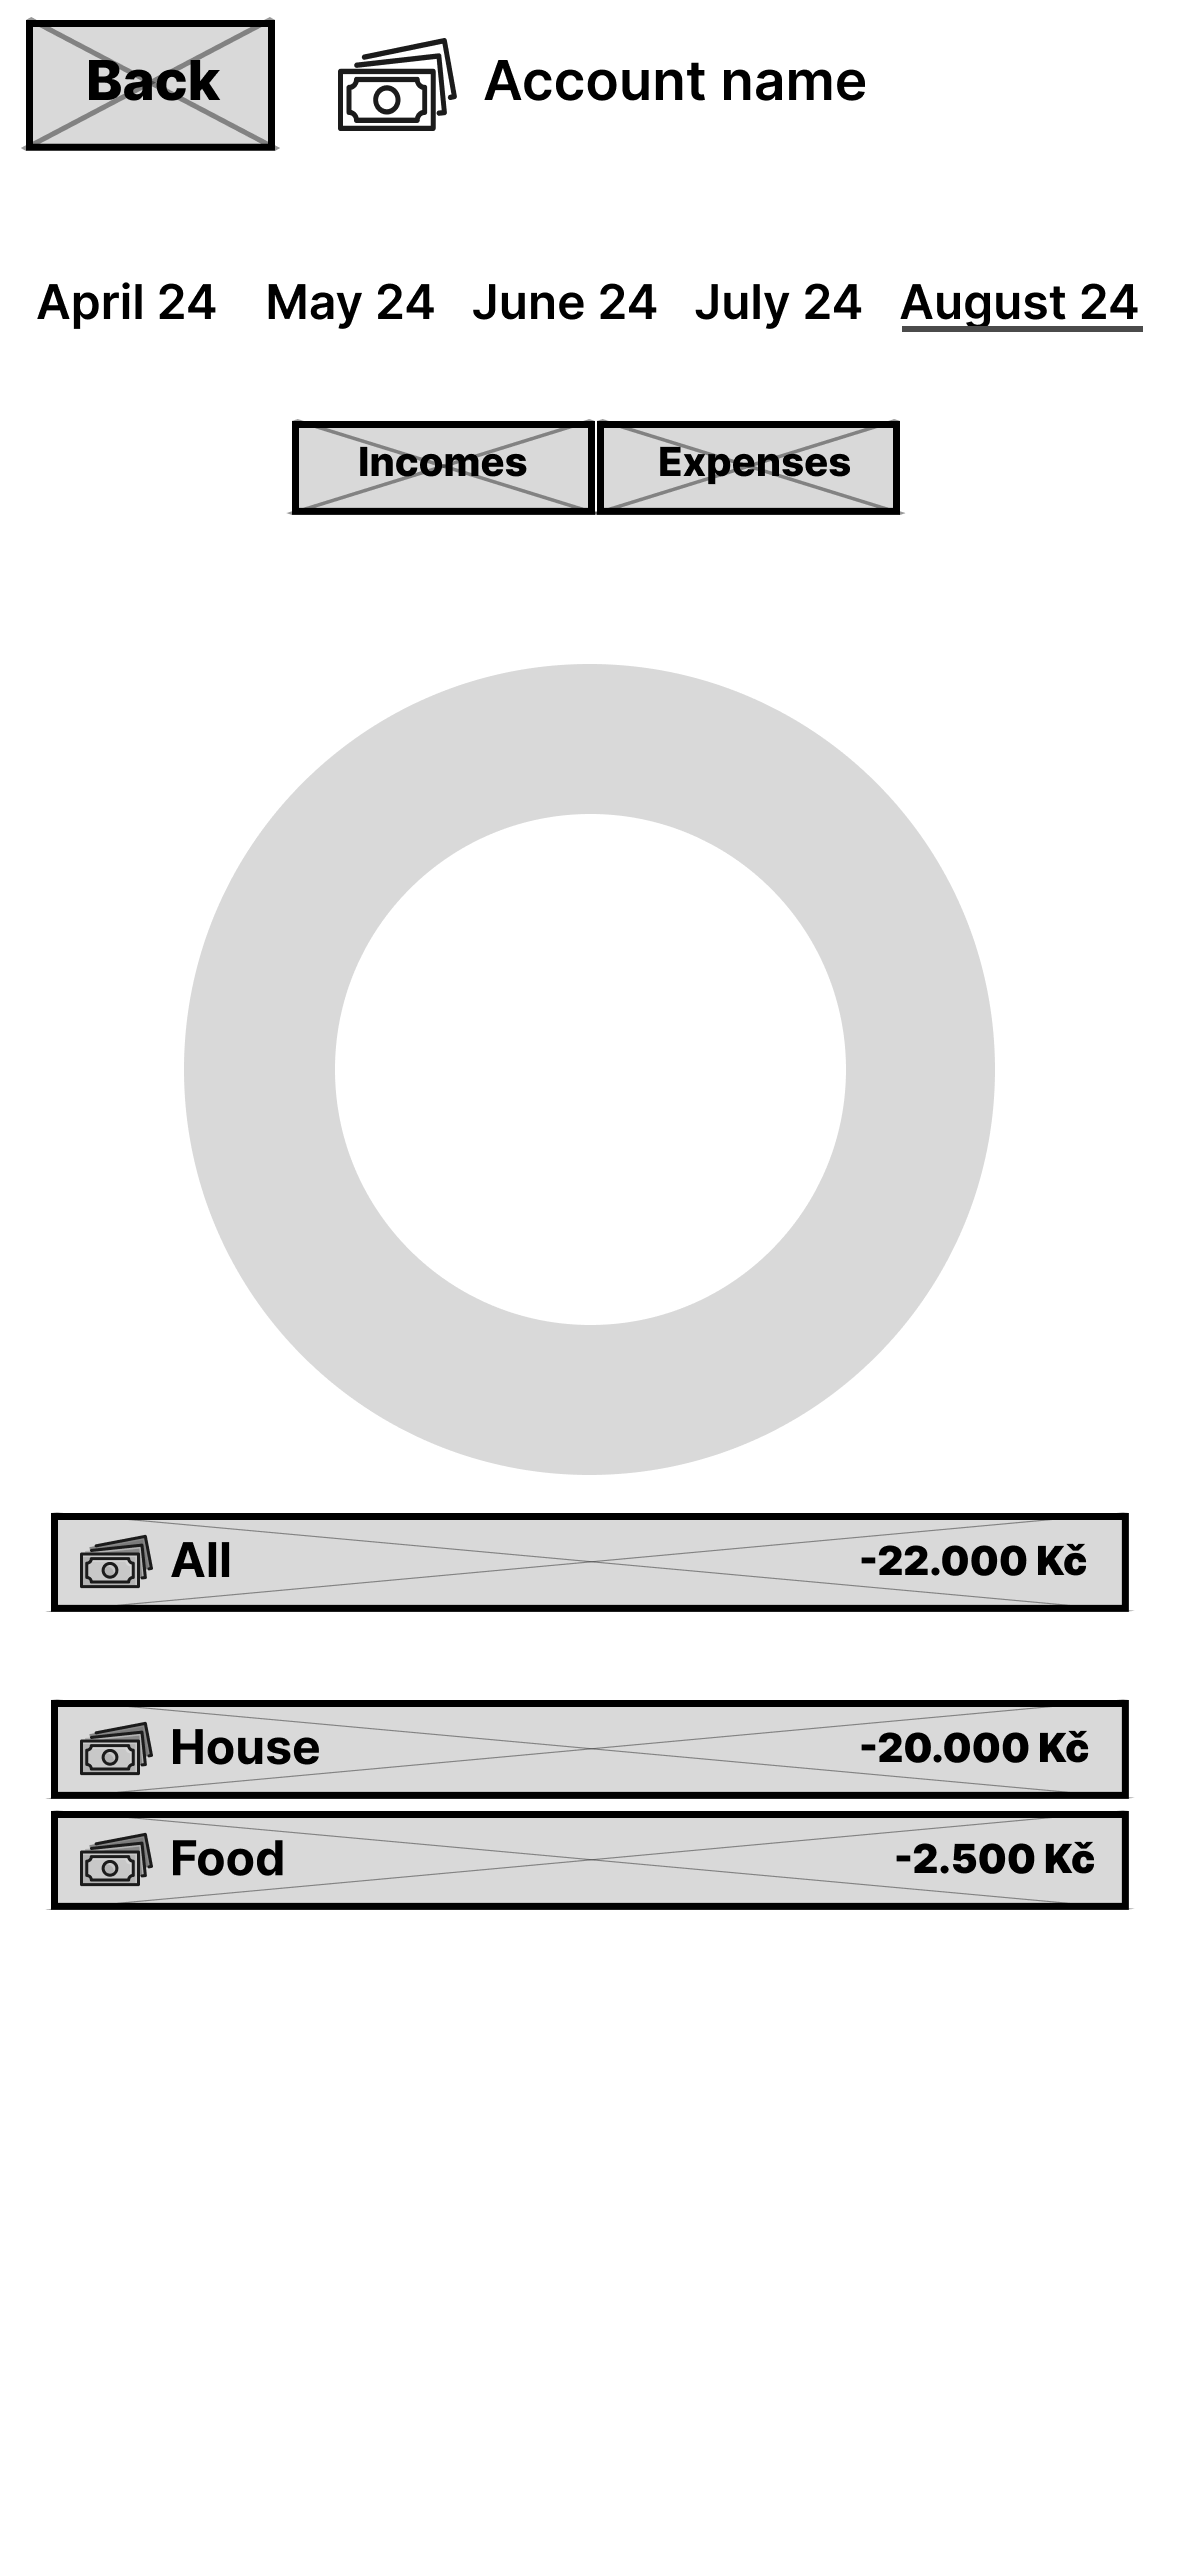 Back
Account name
April 24 May 24 June 24 July 24 August 24
Incomes Expenses
All -22.000 Kč
House -20.000 Kč
Food -2.500 Kč